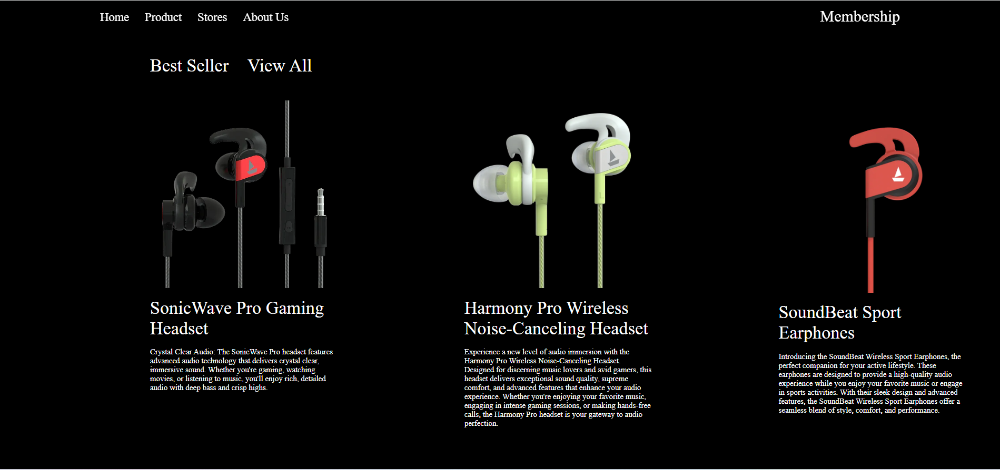 Home Product Stores About Us Membership
Best Seller View All
L
SonicWave Pro Gaming
Headset
Crystal Clear Audio: The SonicWave Pro headset features
advanced audio technology that delivers crystal clear,
immersive sound. Whether you're gaming, watching
movies, or listening to music, you'll enjoy rich, detailed
audio with deep bass and crisp highs.
Harmony Pro Wireless
Noise-Canceling Headset
Experience a new level of audio immersion with the
Harmony Pro Wireless Noise-Canceling Headset.
Designed for discerning music lovers and avid gamers, this
headset delivers exceptional sound quality, supreme
comfort, and advanced features that enhance your audio
experience. Whether you're enjoying your favorite music,
engaging in intense gaming sessions, or making hands-free
calls, the Harmony Pro headset is your gateway to audio
perfection.
SoundBeat Sport
Earphones
Introducing the SoundBeat Wireless Sport Earphones, the
perfect companion for your active lifestyle. These
earphones are designed to provide a high-quality audio
experience while you enjoy your favorite music or engage
in sports activities. With their sleek design and advanced
features, the SoundBeat Wireless Sport Earphones offer a
seamless blend of style, comfort, and performance.